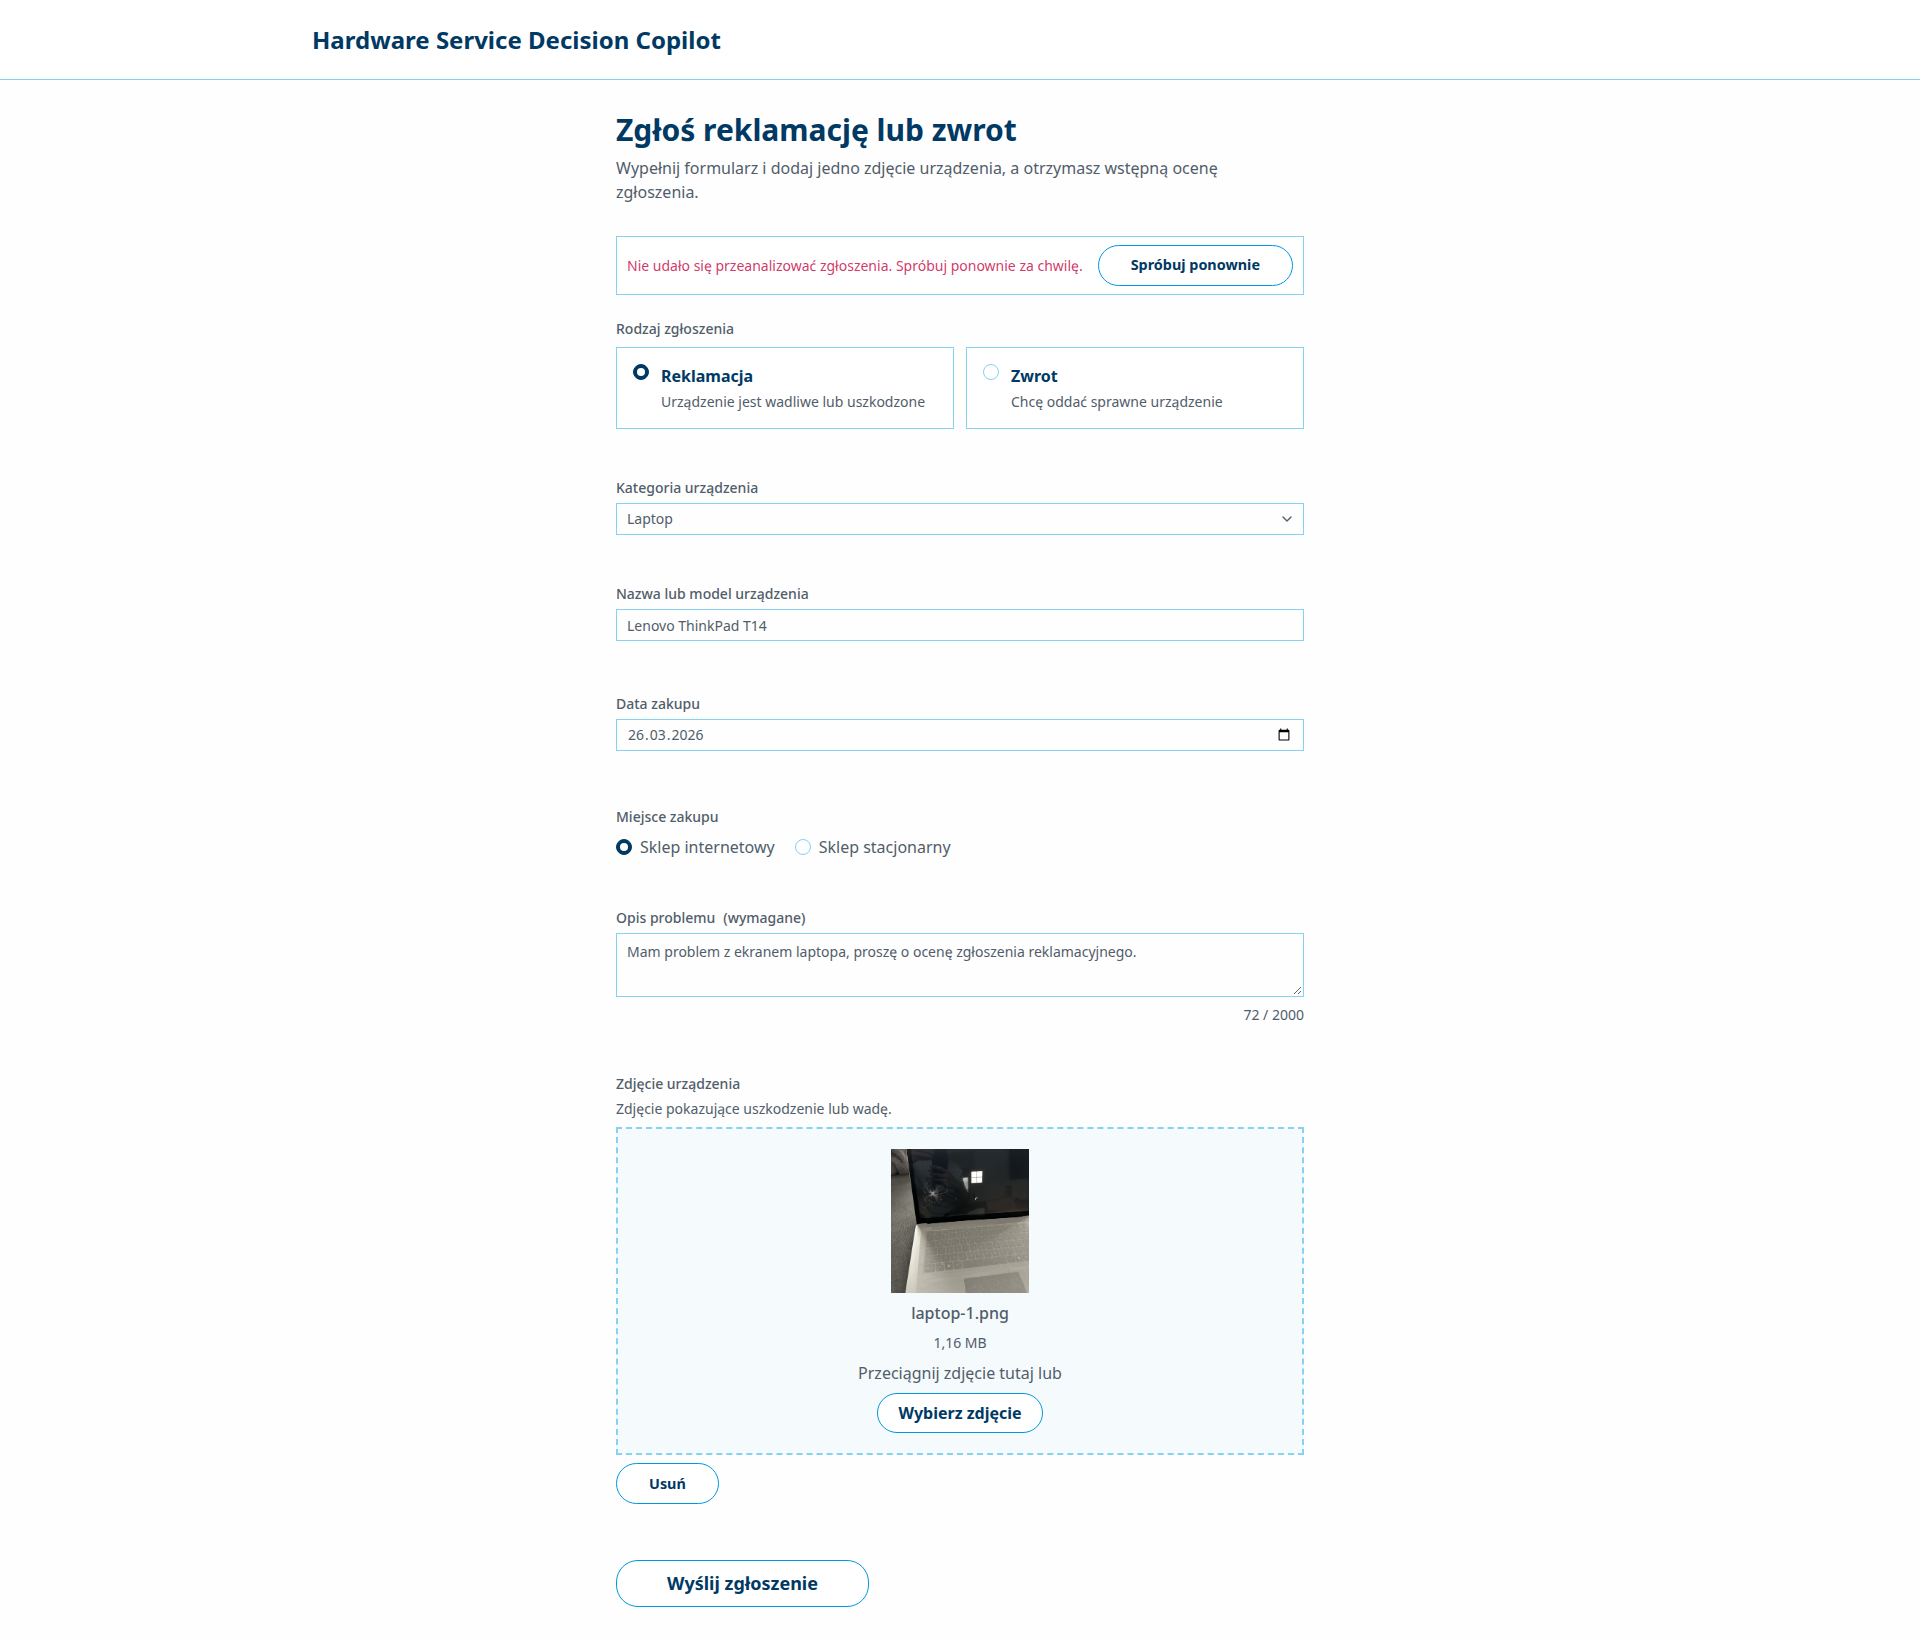 Hardware Service Decision Copilot
Zgłoś reklamację lub zwrot
Wypełnij formularz i dodaj jedno zdjęcie urządzenia, a otrzymasz wstępną ocenę
zgłoszenia.
Nie udało się przeanalizować zgłoszenia. Spróbuj ponownie za chwilę.
Spróbuj ponownie
Rodzaj zgłoszenia
Reklamacja
Urządzenie jest wadliwe lub uszkodzone
Zwrot
Chcę oddać sprawne urządzenie
Kategoria urządzenia
Laptop
Nazwa lub model urządzenia
Lenovo ThinkPad T14
Data zakupu
26.03.2026
Miejsce zakupu
Sklep internetowy
Sklep stacjonarny
Opis problemu (wymagane)
Mam problem z ekranem laptopa, proszę o ocenę zgłoszenia reklamacyjnego.
72 / 2000
Zdjęcie urządzenia
Zdjęcie pokazujące uszkodzenie lub wadę.
laptop-1.png
1,16 MB
Przeciągnij zdjęcie tutaj lub
Wybierz zdjęcie
Usuń
Wyślij zgłoszenie